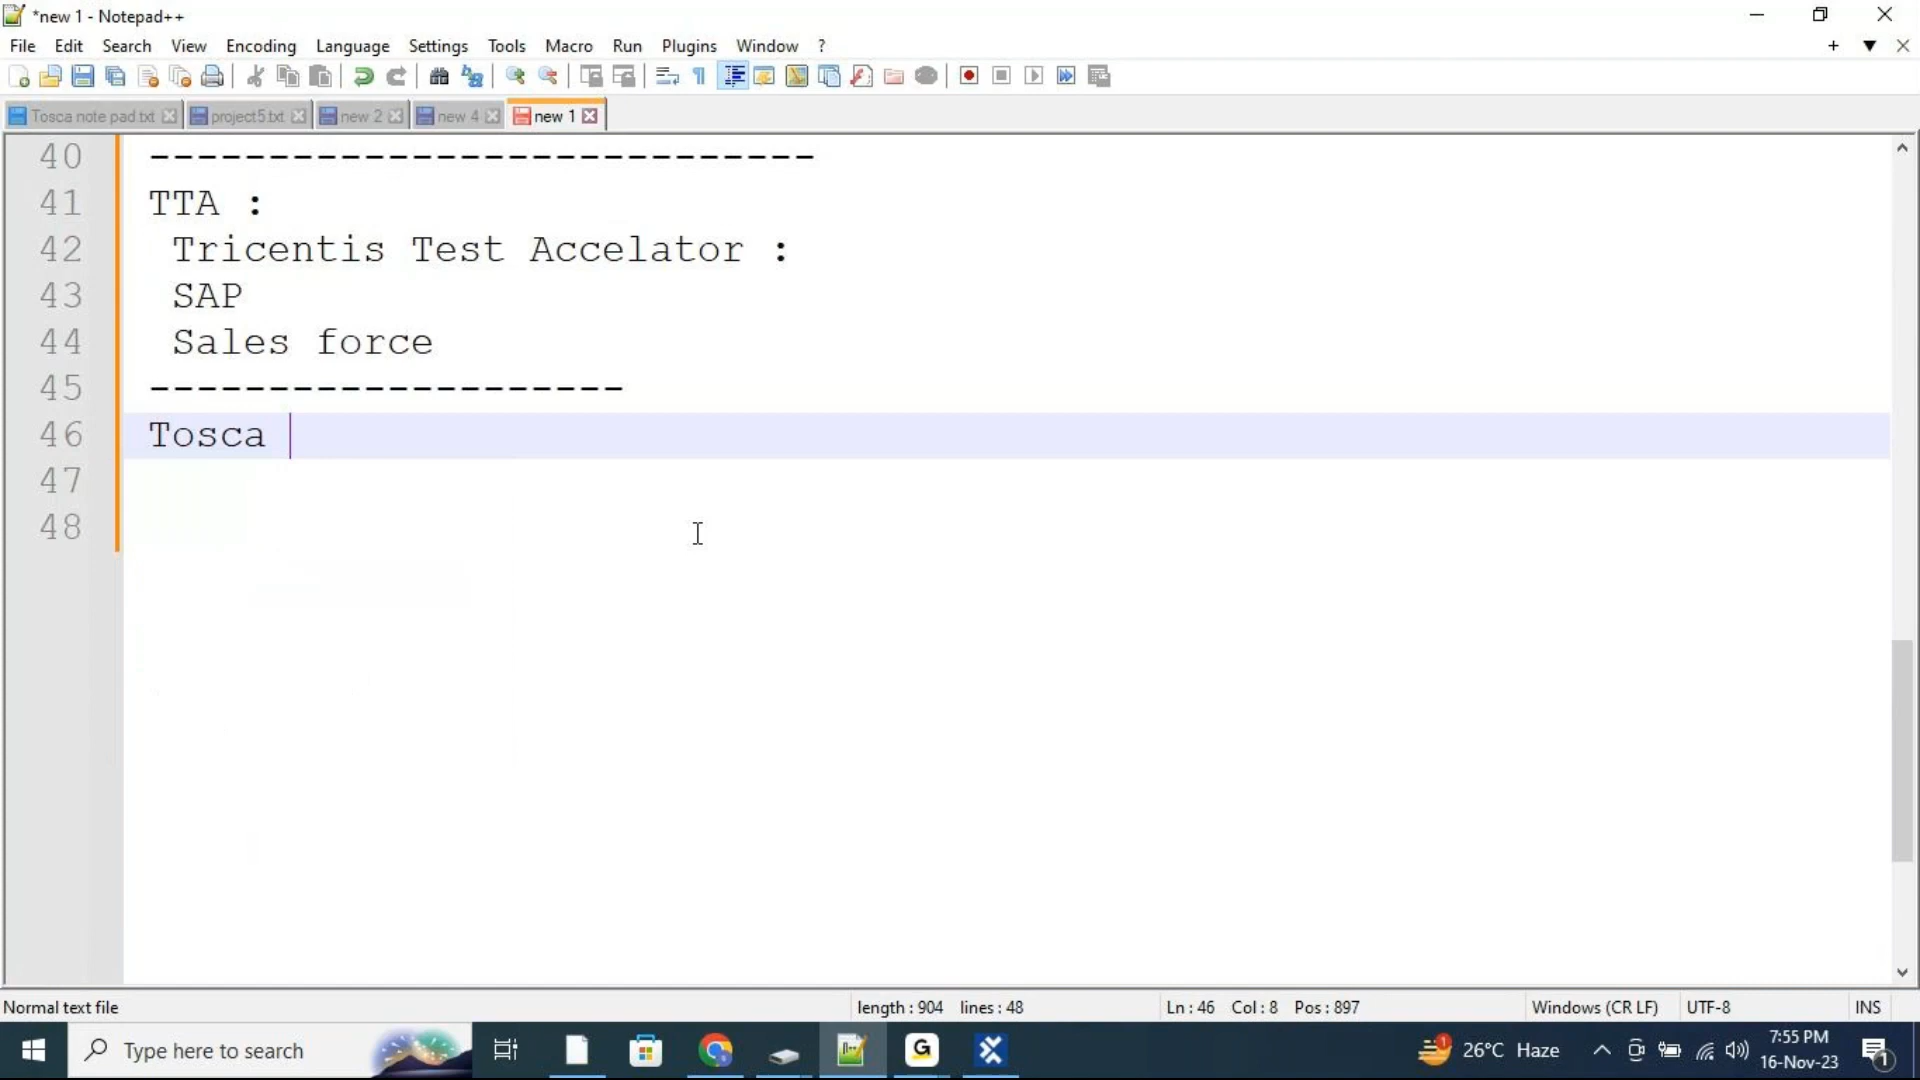 *new 1 - Notepad++
File Edit Search View Encoding Language Settings Tools Macro Run Plugins Window ?
Tosca note pad.txt project5.txt new 2 new 4 new 1
40 ----------------------------
41 TTA :
42 Tricentis Test Accelator :
43 SAP
44 Sales force
45 --------------------
46 Tosca
47
48
Normal text file length : 904 lines : 48 Ln : 46 Col : 8 Pos : 897 Windows (CR LF) UTF-8 INS
Type here to search 26°C Haze 7:55 PM
16-Nov-23 1